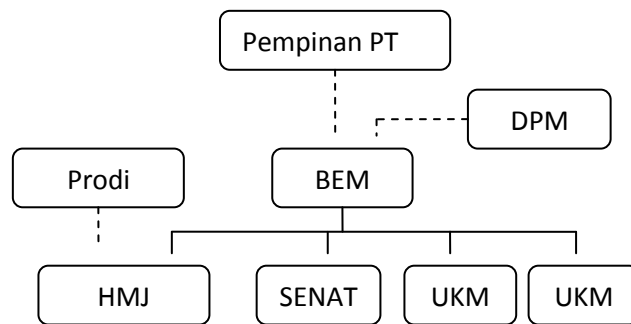 Pempinan PT
DPM
Prodi
BEM
HMJ
SENAT
UKM
UKM